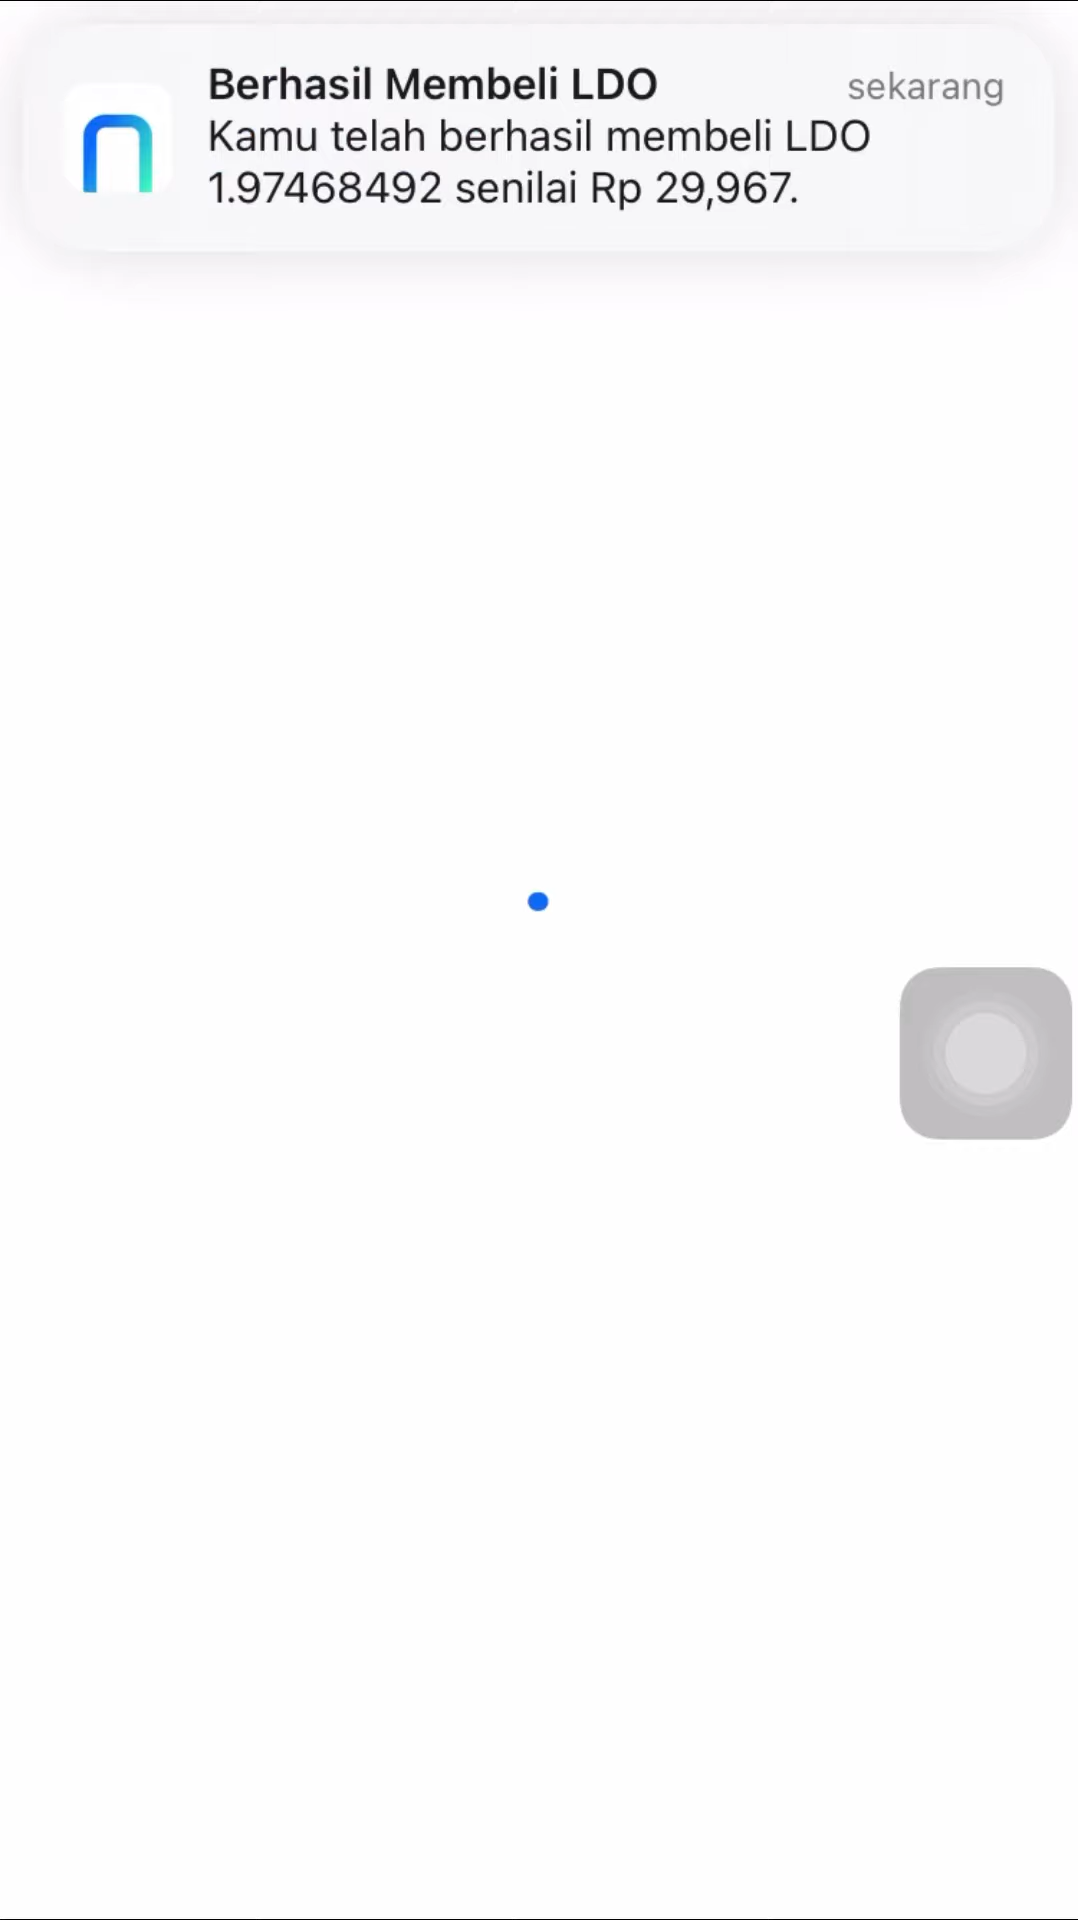 Berhasil Membeli LDO
sekarang
Kamu telah berhasil membeli LDO
1.97468492 senilai Rp 29,967.